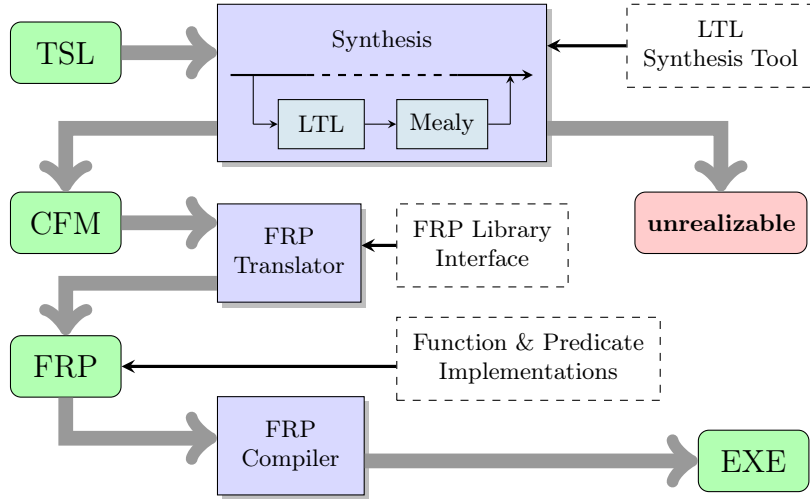 TSL
Synthesis
LTL
Synthesis Tool
LTL
Mealy
CFM
FRP
Translator
FRP Library
Interface
unrealizable
FRP
Function & Predicate
Implementations
FRP
Compiler
EXE